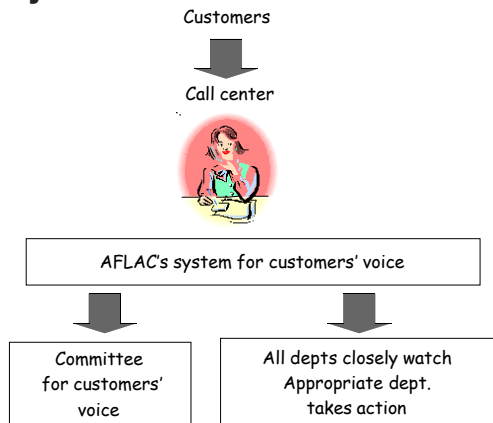 Customers
Call center
AFLAC's system for customers' voice
Committee
for customers'
voice
All depts closely watch
Appropriate dept.
takes action